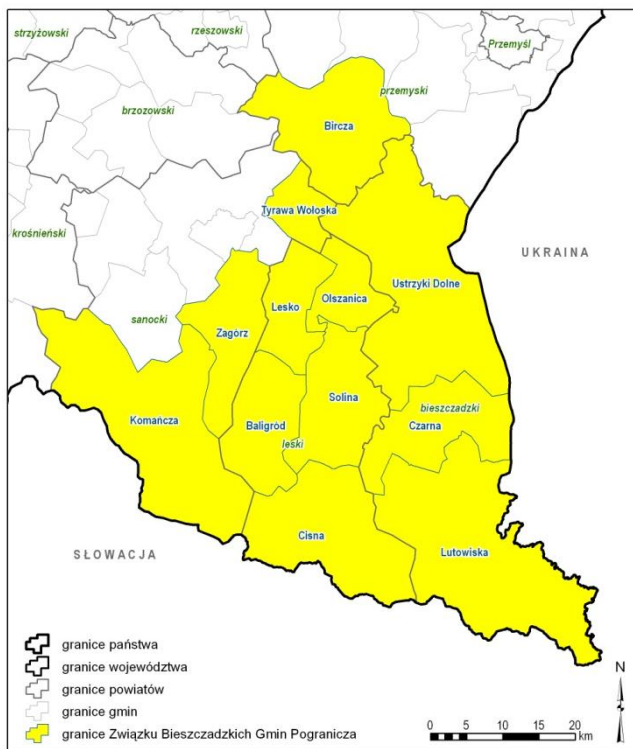 strzyżowski
rzeszowski
Przemyśl
przemyski
brzozowski
Bircza
Tyrawa Wołoska
krośnieński
UKRAINA
Lesko
Olszanica
Ustrzyki Dolne
sanocki
Zagórz
Solina
bieszczadzki
Komańcza
Baligród
Czarna
leski
Cisna
SŁOWACJA
Lutowiska
granice państwa
granice województwa
granice powiatów
granice gmin
granice Związku Bieszczadzkich Gmin Pogranicza
N
0 5 10 15 20
km